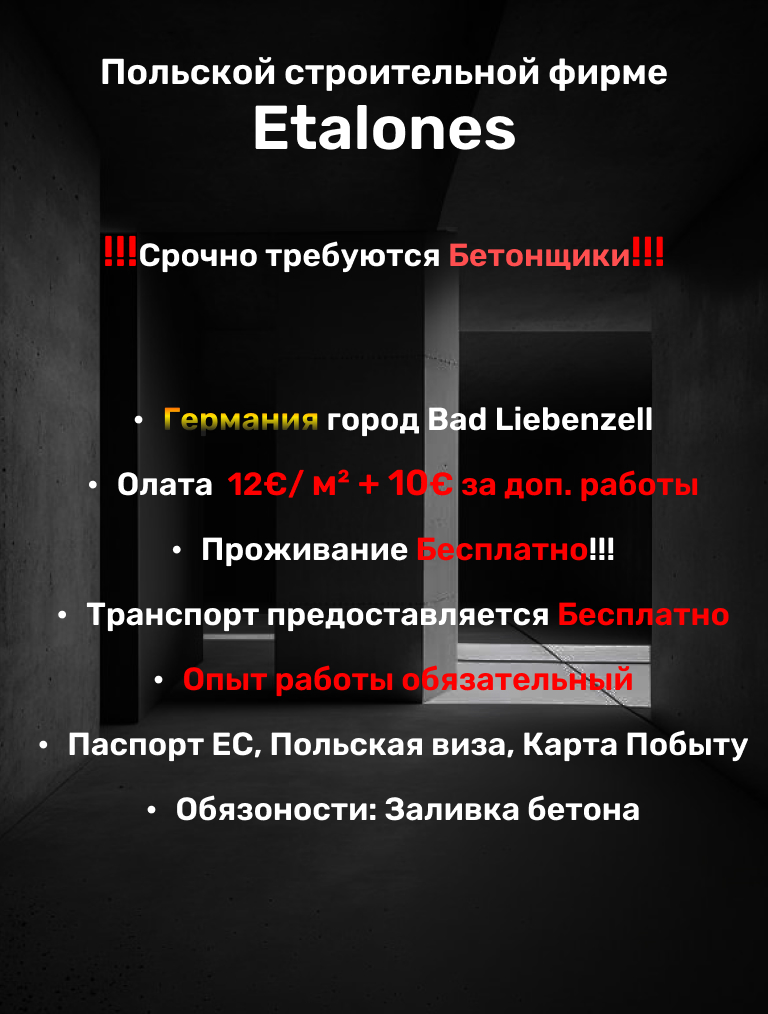 Польской строительной фирме
Etalones
!!!Срочно требуются Бетонщики!!!
• Германия город Bad Liebenzell
• Олата 12€/ м² + 10€ за доп. работы
• Проживание Бесплатно!!!
• Транспорт предоставляется Бесплатно
• Опыт работы обязательный
• Паспорт ЕС, Польская виза, Карта Побыту
• Обязоности: Заливка бетона